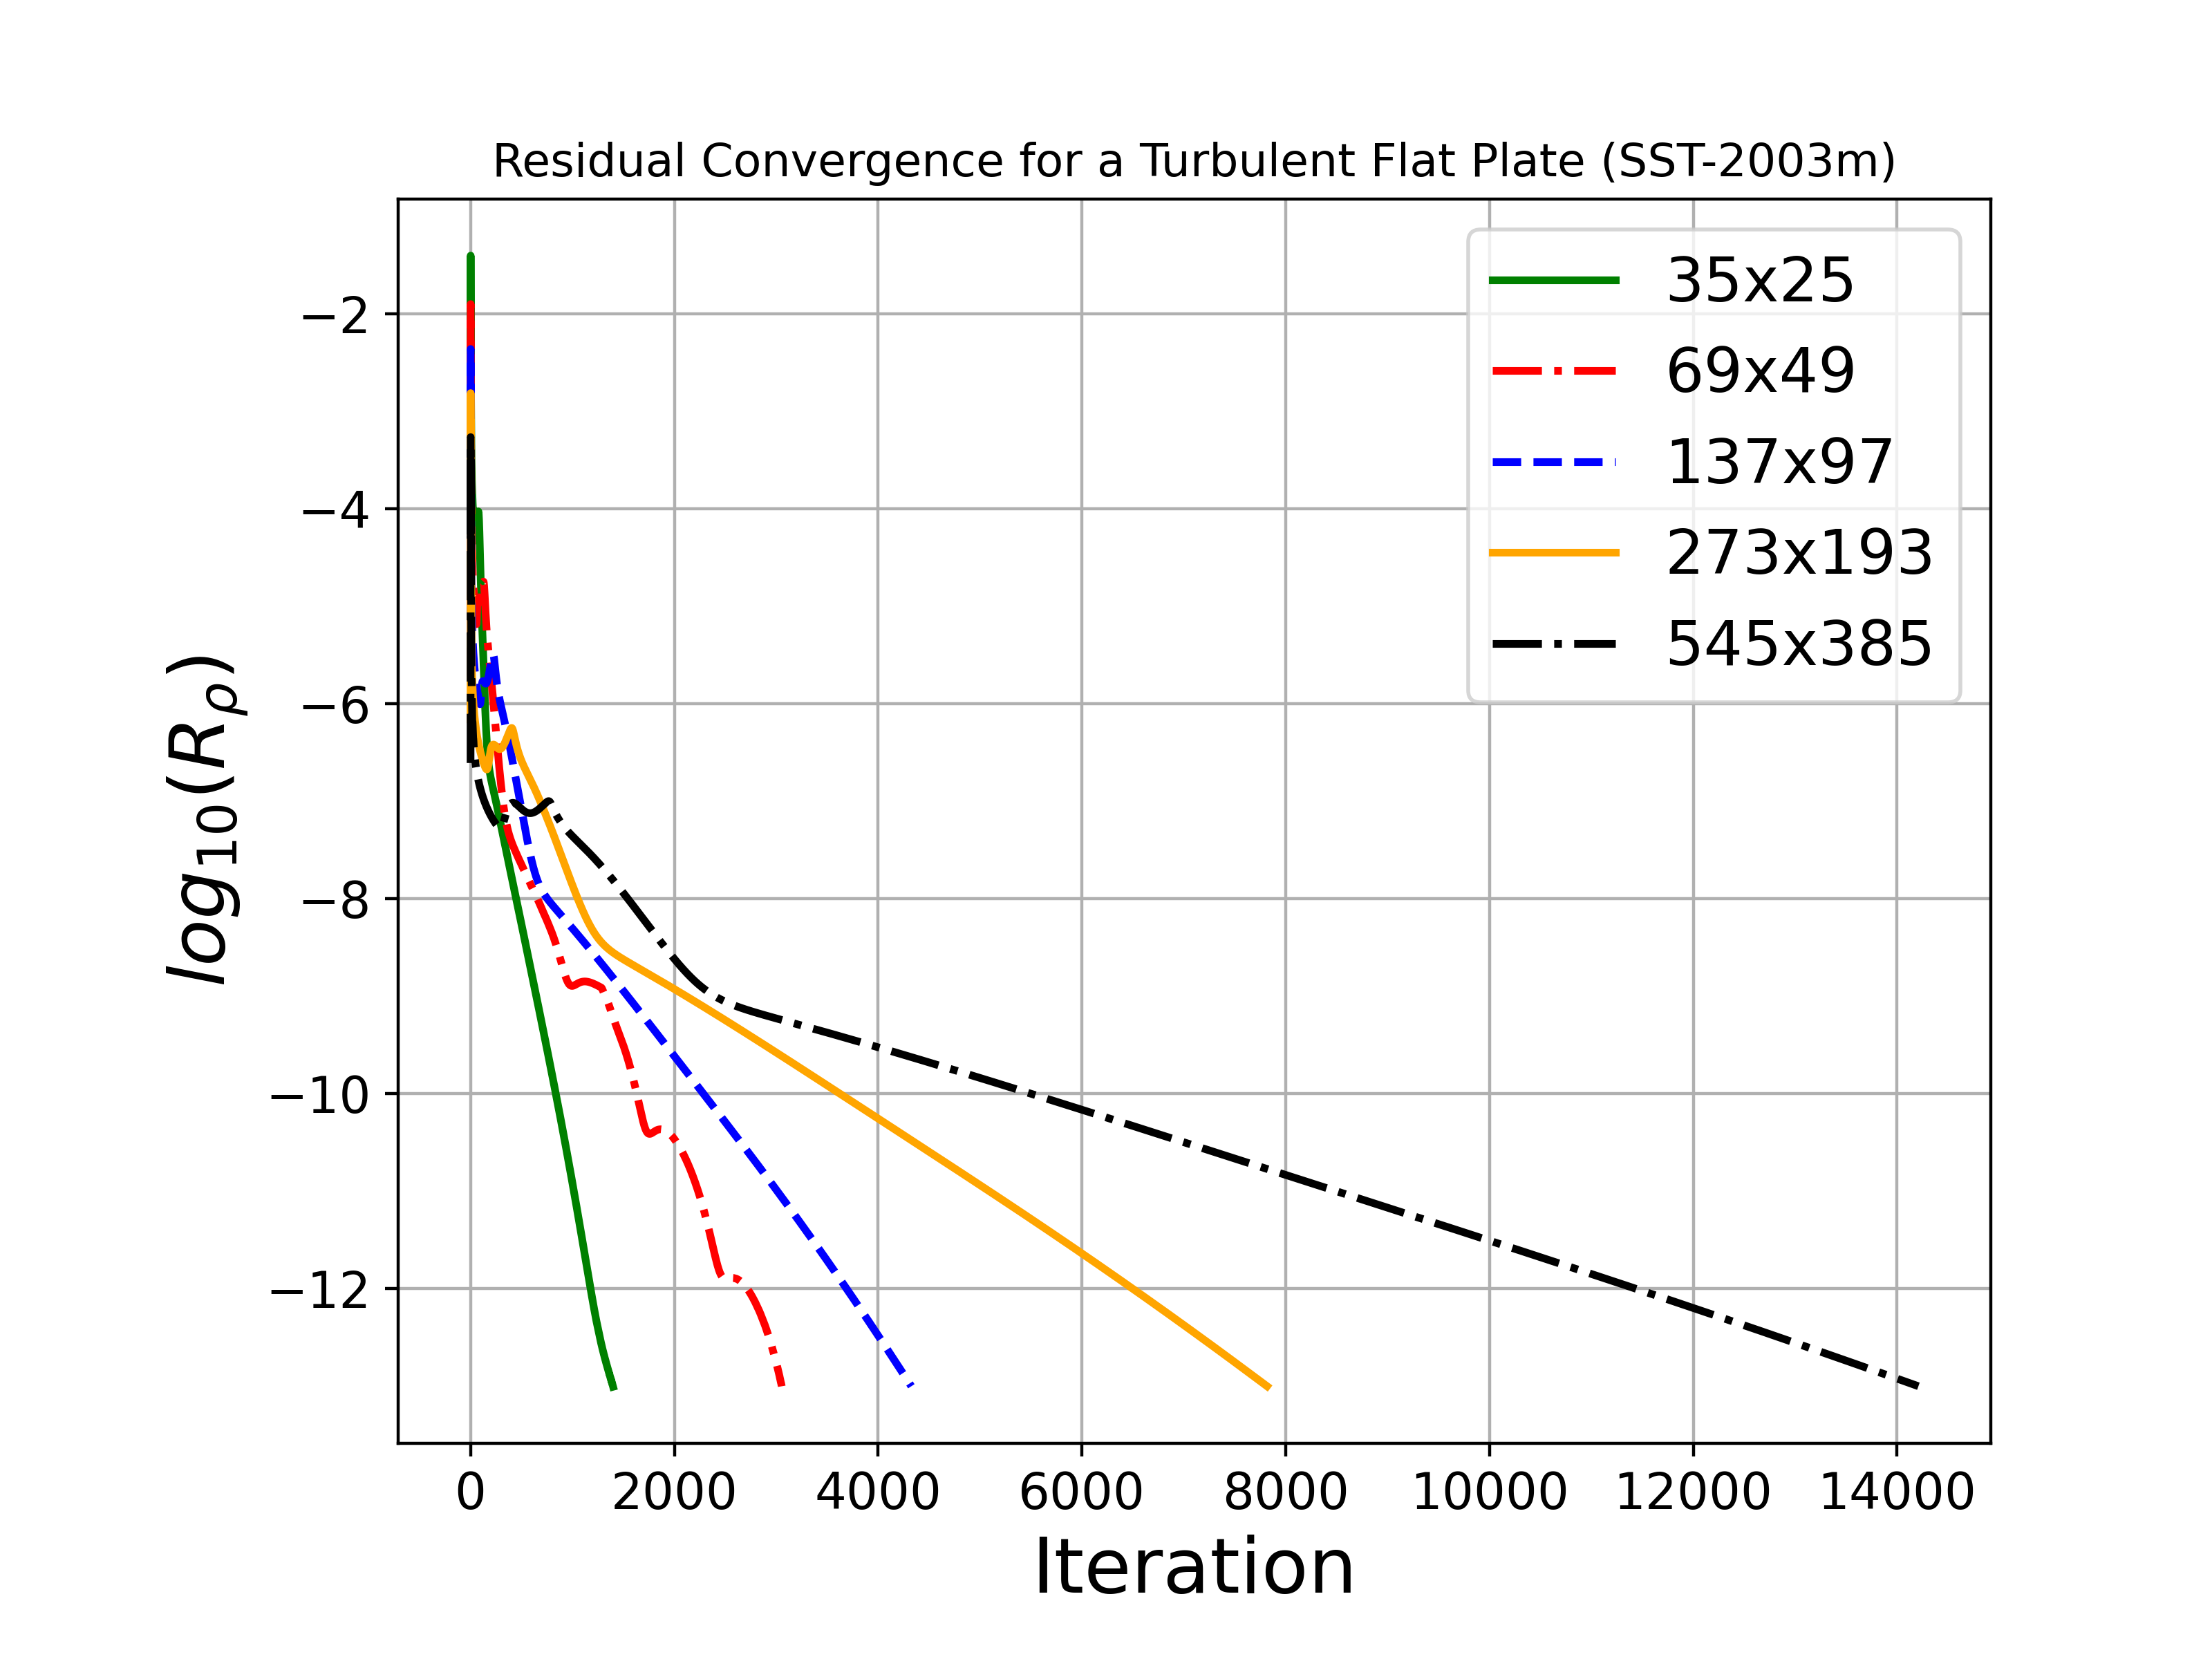 Residual Convergence for a Turbulent Flat Plate (SST-2003m)
35x25
69x49
137x97
273x193
545x385
−2
−4
−6
−8
−10
−12
log₁₀(Rᵨ)
0 2000 4000 6000 8000 10000 12000 14000
Iteration